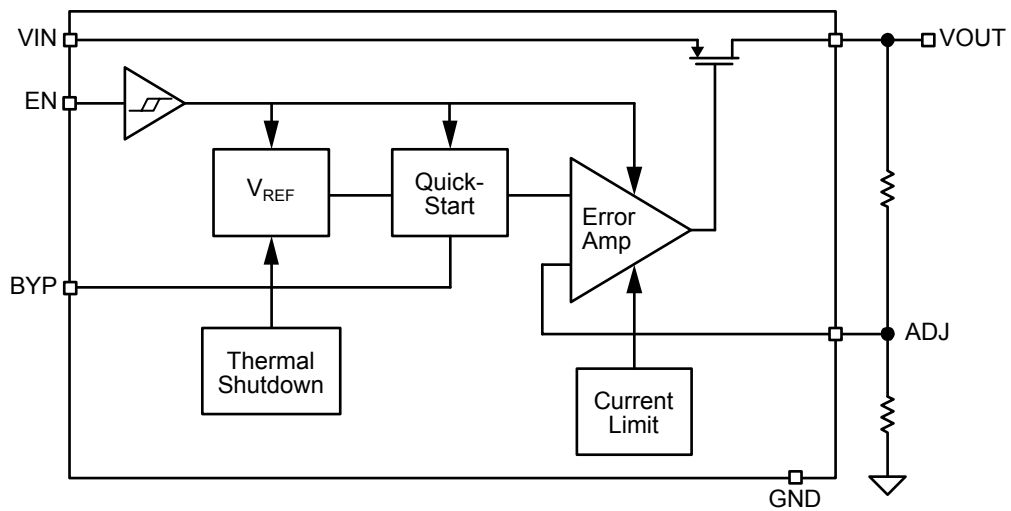 VIN
VOUT
EN
VREF
Quick-
Start
Error
Amp
BYP
ADJ
Thermal
Shutdown
Current
Limit
GND